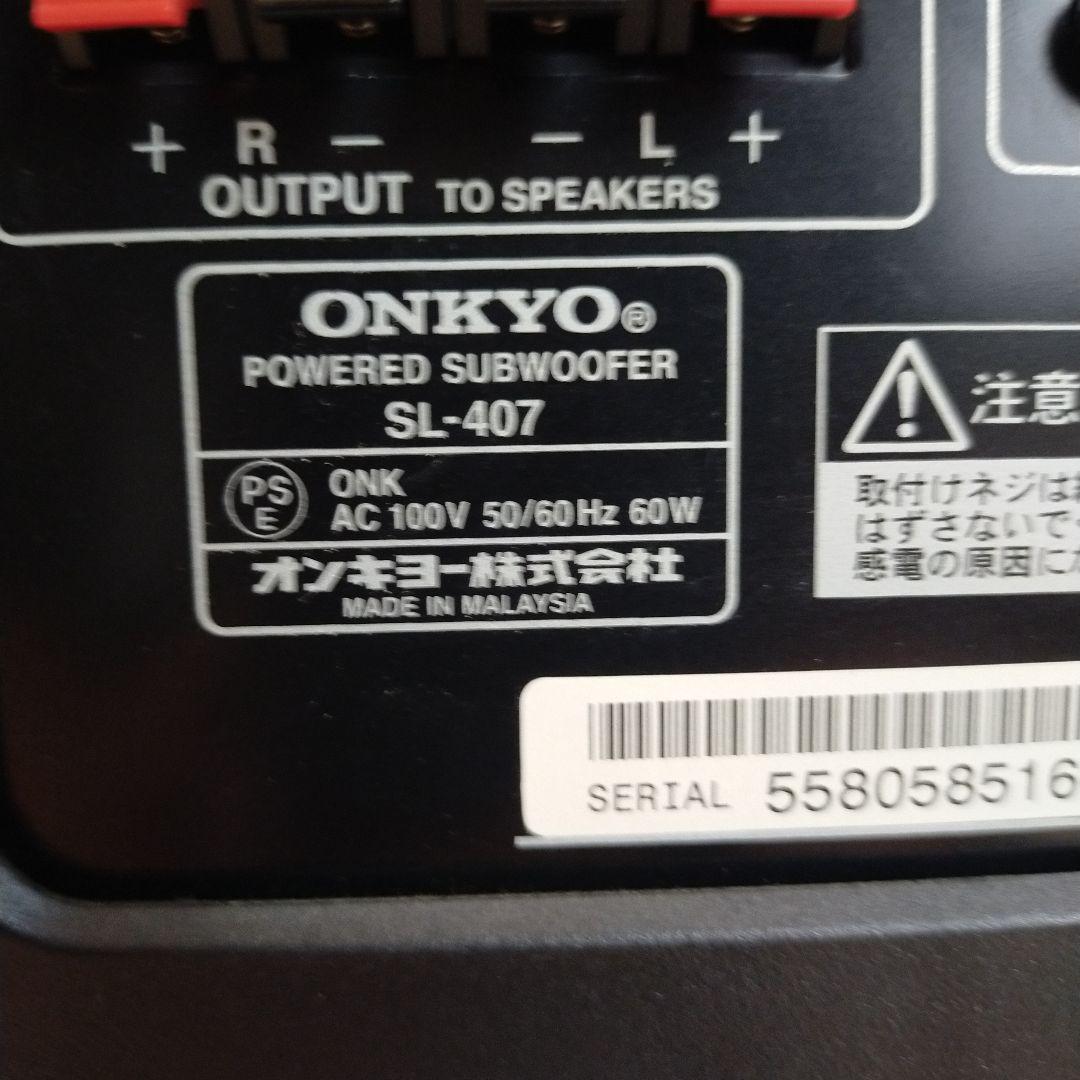 + R − − L +
OUTPUT TO SPEAKERS
ONKYO®
POWERED SUBWOOFER
SL-407
PSE
ONK
AC 100V 50/60Hz 60W
オンキヨー株式会社
MADE IN MALAYSIA
注意
取付けネジは
はずさないで
感電の原因に
SERIAL 5580585516